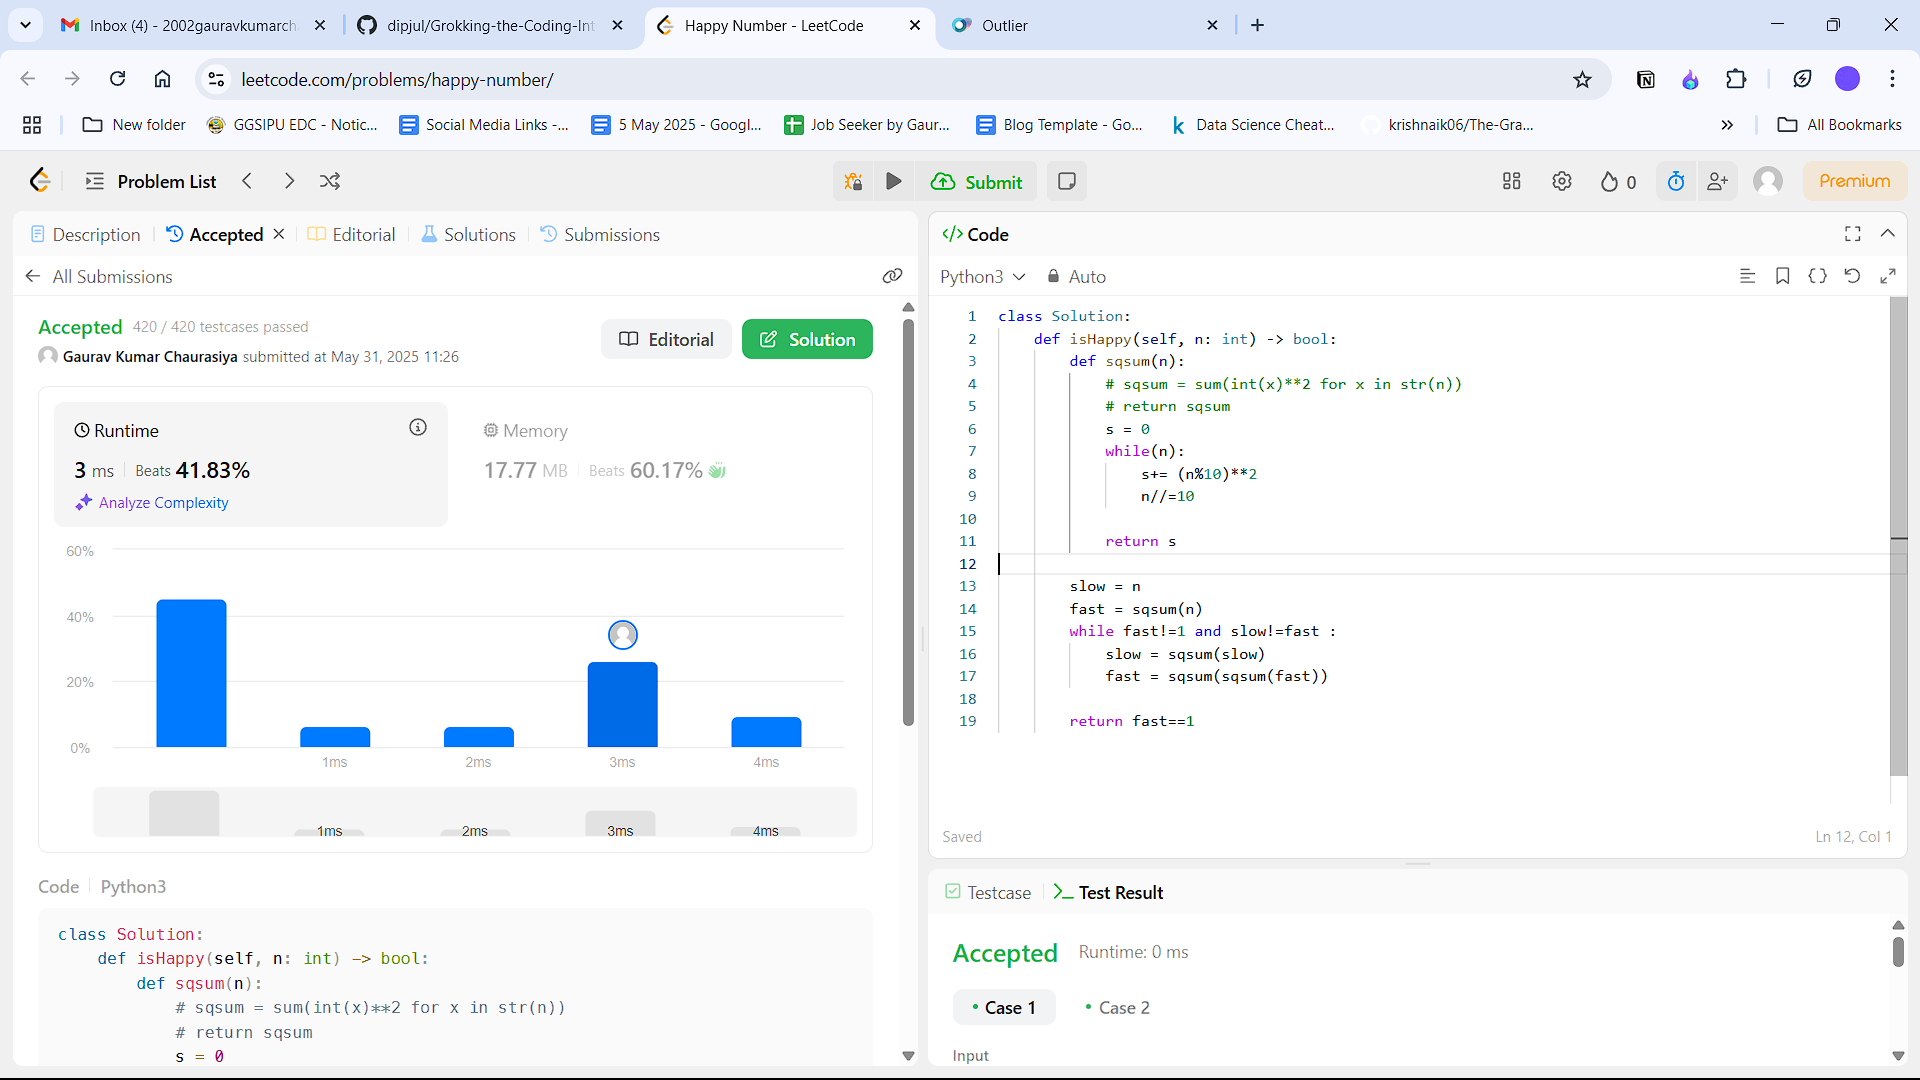 Inbox (4) - 2002gauravkumarch
dipjul/Grokking-the-Coding-Int
Happy Number - LeetCode
Outlier
leetcode.com/problems/happy-number/
New folder
GGSIPU EDC - Notic...
Social Media Links -...
5 May 2025 - Googl...
Job Seeker by Gaur...
Blog Template - Go...
Data Science Cheat...
krishnaik06/The-Gra...
All Bookmarks
Problem List
Submit
0
Premium
Description
Accepted
Editorial
Solutions
Submissions
All Submissions
Accepted 420 / 420 testcases passed
Gaurav Kumar Chaurasiya submitted at May 31, 2025 11:26
Editorial
Solution
Runtime
3 ms Beats 41.83%
Analyze Complexity
Memory
17.77 MB Beats 60.17%
60%
40%
20%
0%
1ms 2ms 3ms 4ms
1ms 2ms 3ms 4ms
Code Python3
class Solution:
def isHappy(self, n: int) -> bool:
def sqsum(n):
# sqsum = sum(int(x)**2 for x in str(n))
# return sqsum
s = 0
</> Code
Python3 Auto
1 class Solution:
2 def isHappy(self, n: int) -> bool:
3 def sqsum(n):
4 # sqsum = sum(int(x)**2 for x in str(n))
5 # return sqsum
6 s = 0
7 while(n):
8 s+= (n%10)**2
9 n//=10
10
11 return s
12
13 slow = n
14 fast = sqsum(n)
15 while fast!=1 and slow!=fast :
16 slow = sqsum(slow)
17 fast = sqsum(sqsum(fast))
18
19 return fast==1
Saved
Ln 12, Col 1
Testcase
Test Result
Accepted Runtime: 0 ms
Case 1
Case 2
Input